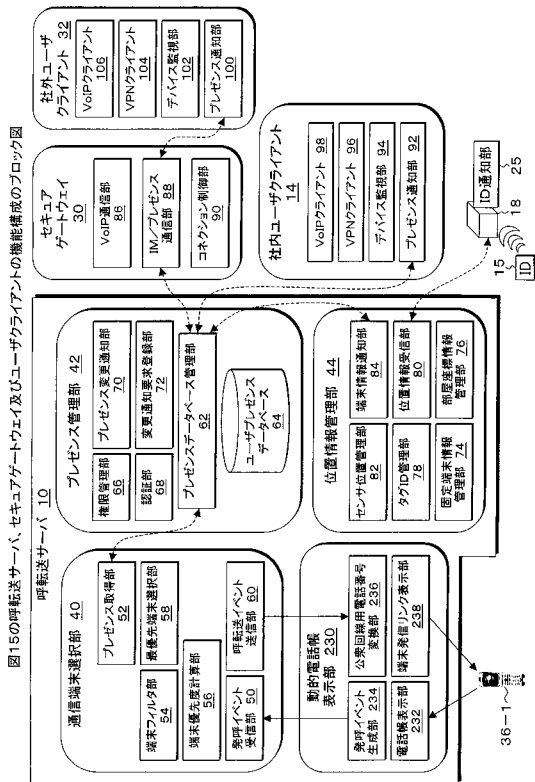 図15の呼転送サーバ、セキュアゲートウェイ及びユーザクライアントの機能構成のブロック図
呼転送サーバ 10
通信端末選択部 40
プレゼンス取得部
52
端末フィルタ部
54
最優先端末選択部
58
端末優先度計算部
56
発呼イベント
受信部 50
呼転送イベント
送信部 60
動的電話帳
表示部
230
発呼イベント
生成部 234
公衆回線用電話番号
変換部 236
電話帳表示部
232
端末発信リンク表示部
238
36-1
プレゼンス管理部 42
権限管理部
66
プレゼンス変更通知部
70
認証部
68
変更通知要求登録部
72
プレゼンスデータベース管理部
62
ユーザプレゼンス
データベース
64
位置情報管理部 44
センサ位置管理部
82
端末情報通知部
84
タグID管理部
78
位置情報受信部
80
固定端末情報
管理部 74
部屋座標情報
管理部 76
セキュア
ゲートウェイ
30
VoIP通信部
86
IM/プレゼンス
通信部 88
コネクション制御部
90
社外ユーザ
クライアント 32
VoIPクライアント
106
VPNクライアント
104
デバイス監視部
102
プレゼンス通知部
100
社内ユーザクライアント
14
VoIPクライアント
98
VPNクライアント
96
デバイス監視部
94
プレゼンス通知部
92
ID通知部
25
18
15
ID